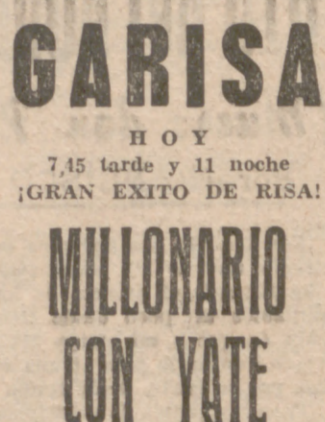 GARISA
HOY
7,45 tarde y 11 noche
¡GRAN EXITO DE RISA!
MILLONARIO
CON YATE